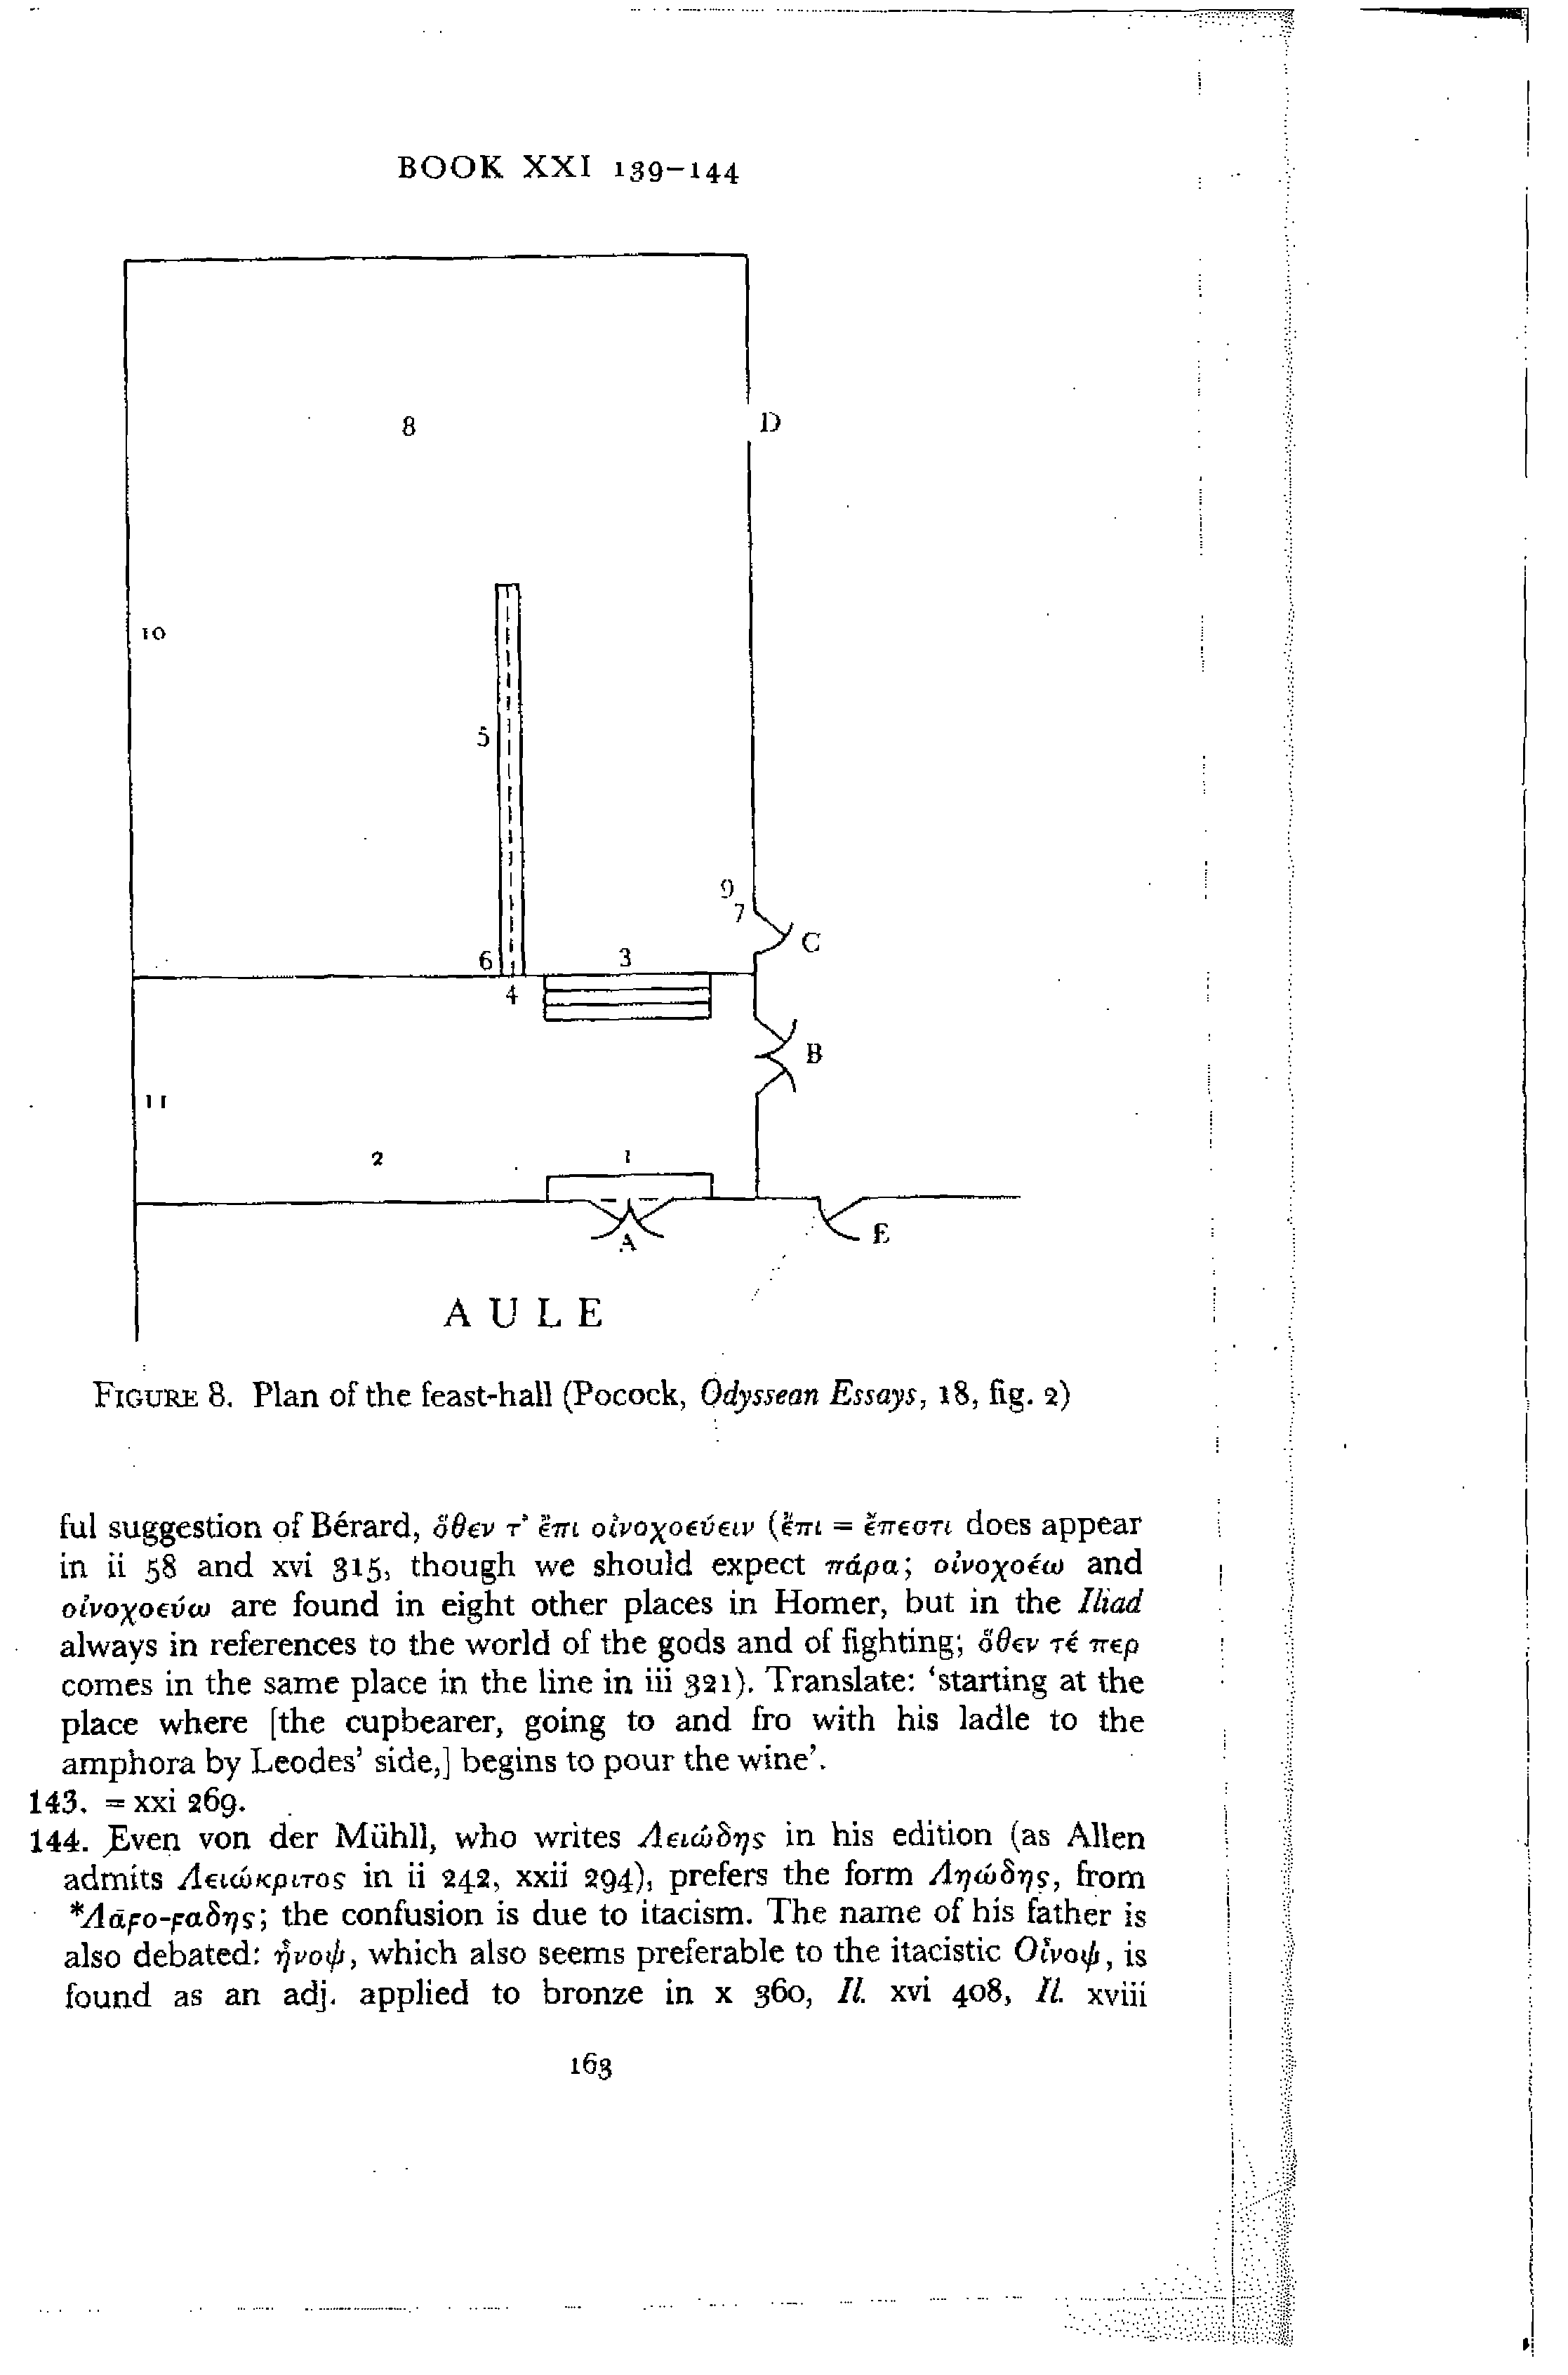 BOOK XXI 139–144
8
D
10
5
9
7
C
6
3
4
B
11
2
1
A
E
AULE
FIGURE 8. Plan of the feast-hall (Pocock, Odyssean Essays, 18, fig. 2)
ful suggestion of Bérard, ὅθεν τ' ἔπι οἰνοχοεύειν (ἔπι = ἔπεστι does appear
in ii 58 and xvi 315, though we should expect πάρα; οἰνοχοέω and
οἰνοχοεύω are found in eight other places in Homer, but in the Iliad
always in references to the world of the gods and of fighting; ὅθεν τέ περ
comes in the same place in the line in iii 321). Translate: ‘starting at the
place where [the cupbearer, going to and fro with his ladle to the
amphora by Leodes’ side,] begins to pour the wine’.
143. = xxi 269.
144. Even von der Mühll, who writes Λειώδης in his edition (as Allen
admits Λειώκριτος in ii 242, xxii 294), prefers the form Ληώδης, from
*Λᾱϝο-ϝαδης; the confusion is due to itacism. The name of his father is
also debated: ἦνοψ, which also seems preferable to the itacistic Οἶνοψ, is
found as an adj. applied to bronze in x 360, Il. xvi 408, Il. xviii
163